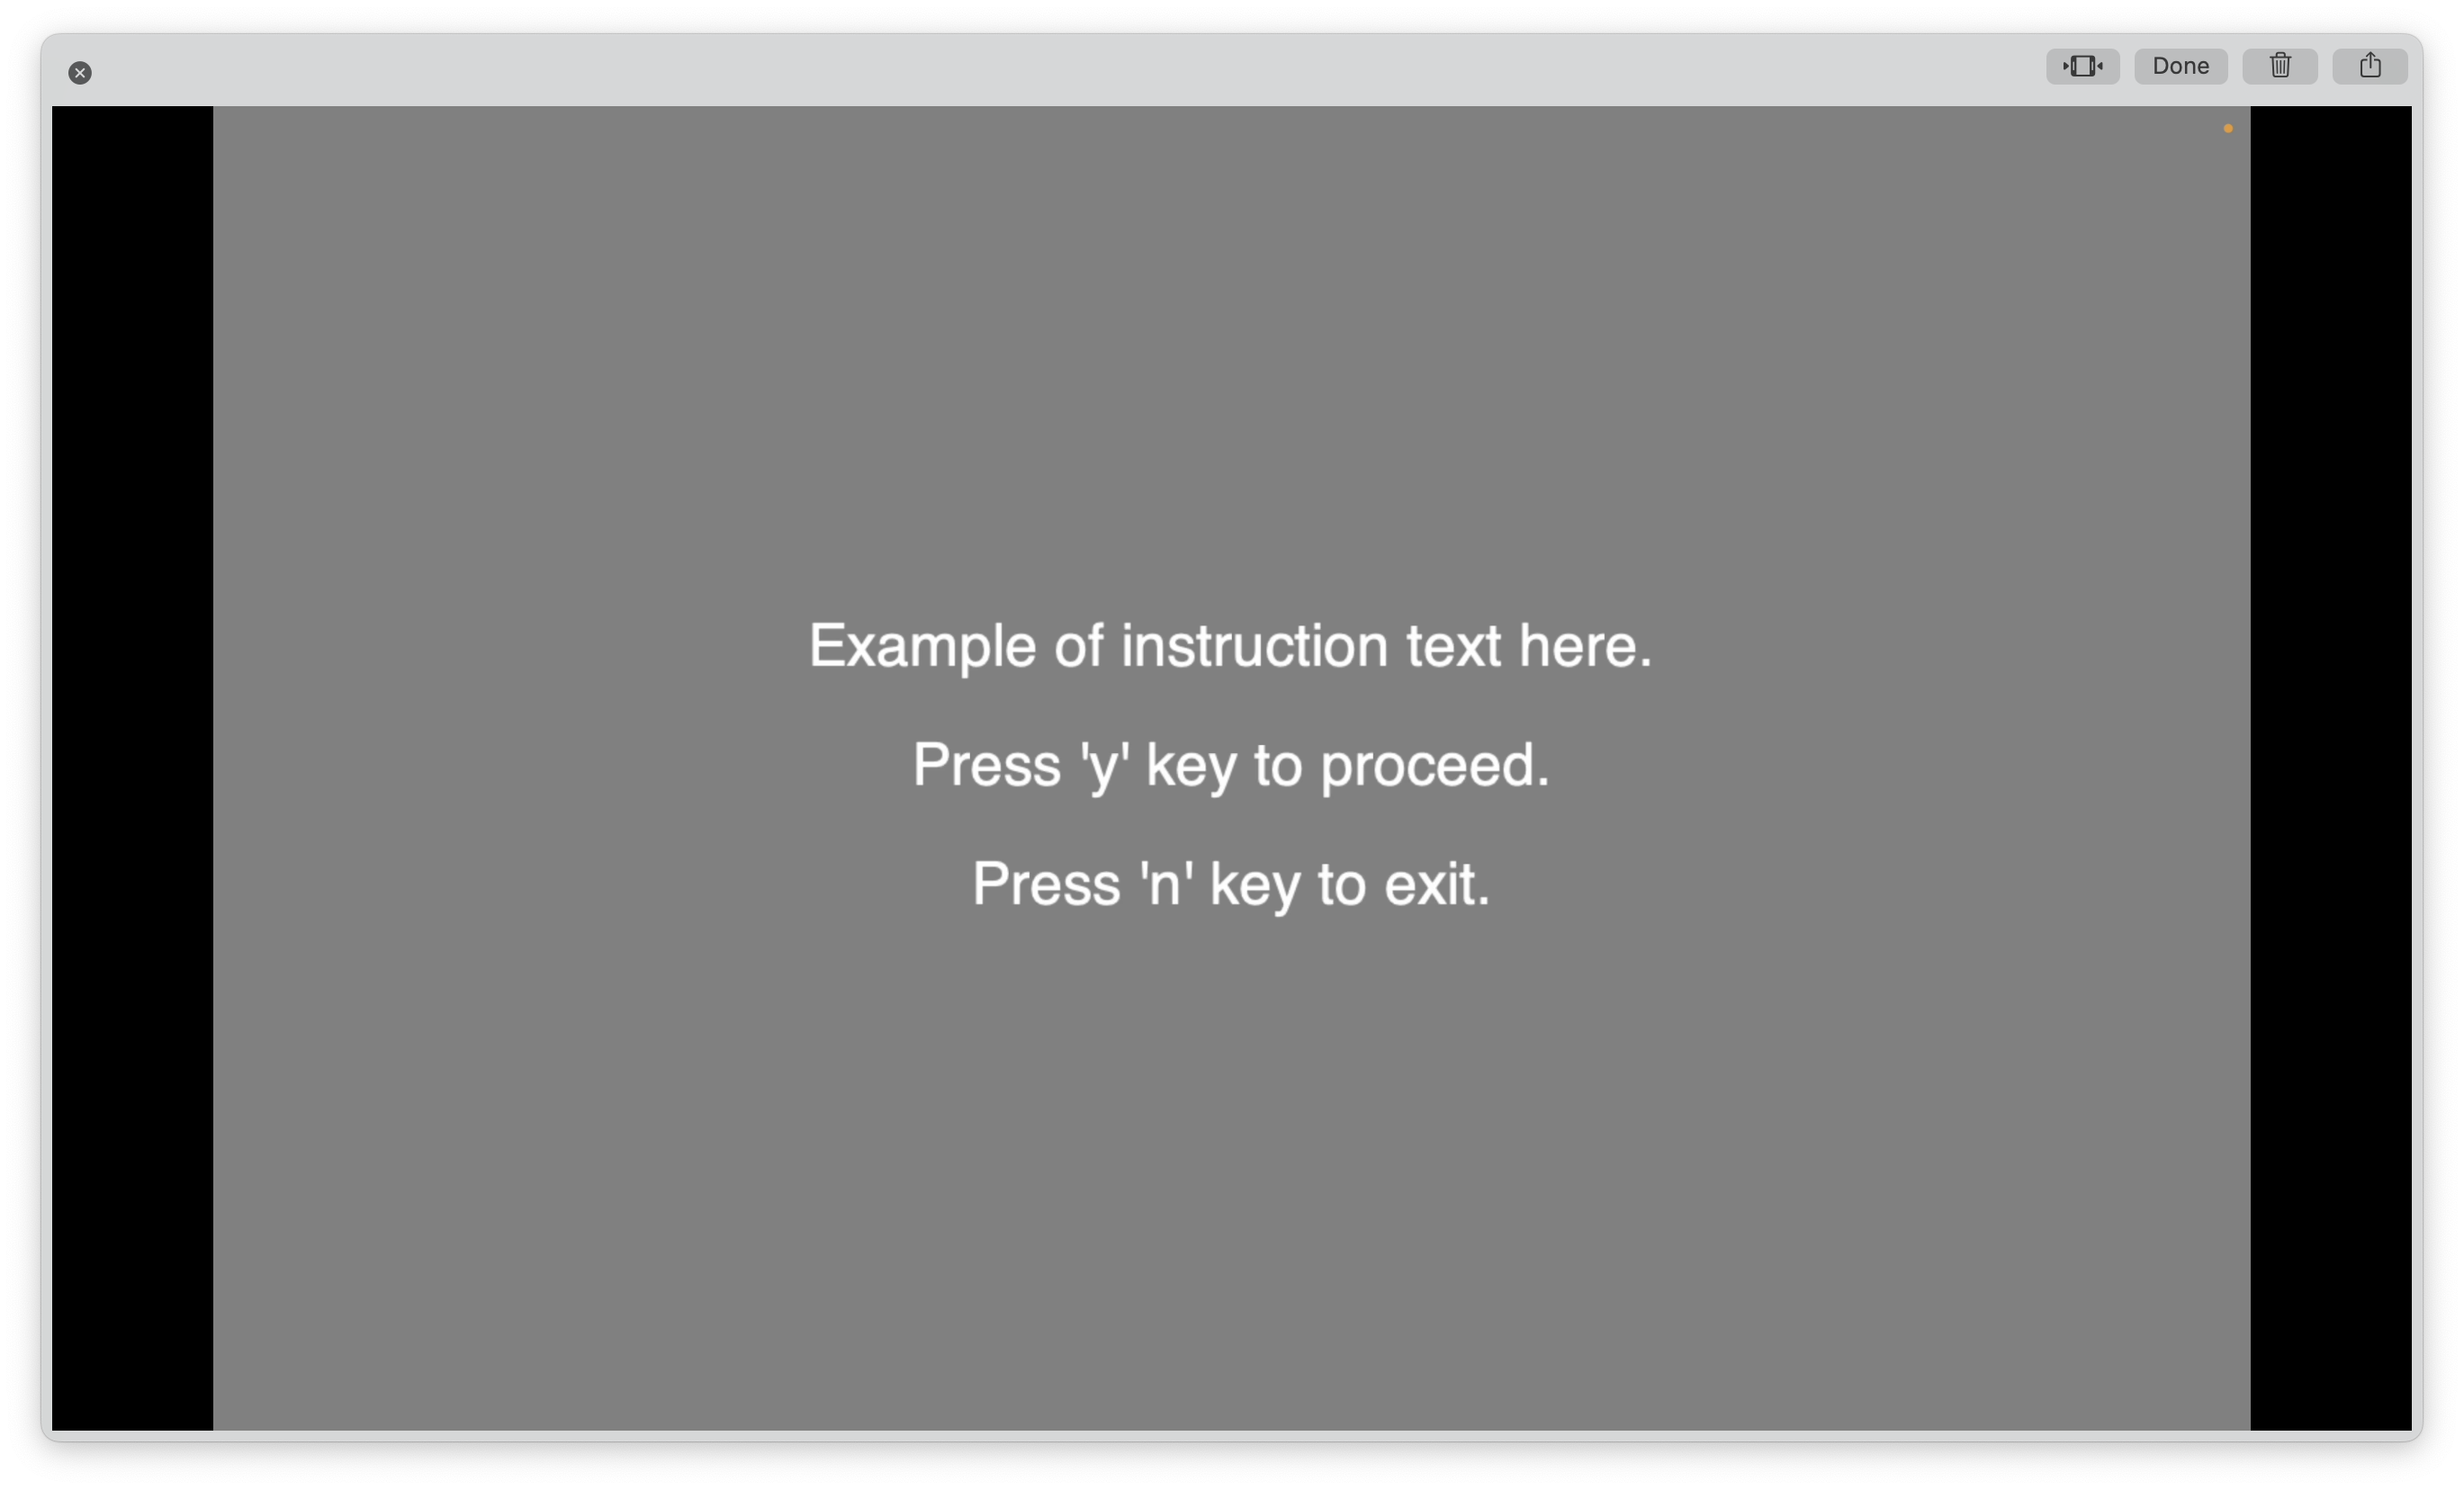 Done
Example of instruction text here.
Press 'y' key to proceed.
Press 'n' key to exit.